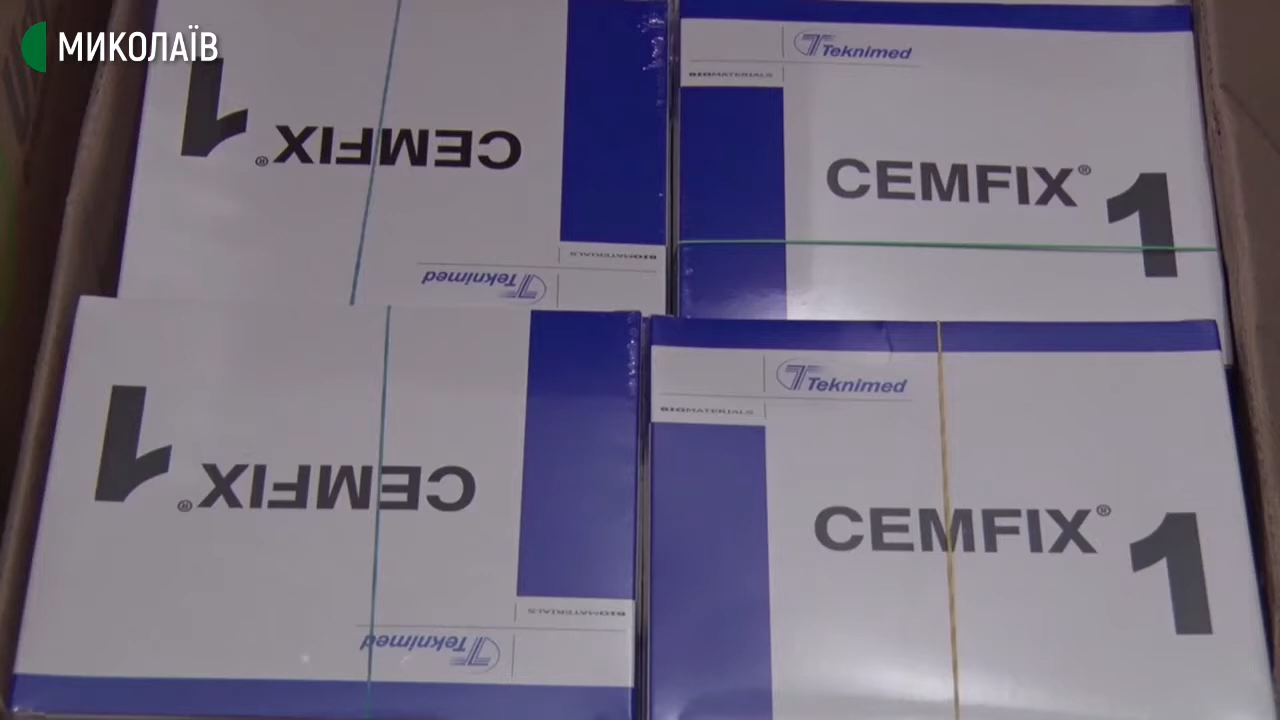 МИКОЛАЇВ
1
CEMFIX®
BIOMATERIALS
Teknimed
Teknimed
BIOMATERIALS
CEMFIX® 1
1
CEMFIX®
BIOMATERIALS
Teknimed
Teknimed
BIOMATERIALS
CEMFIX® 1